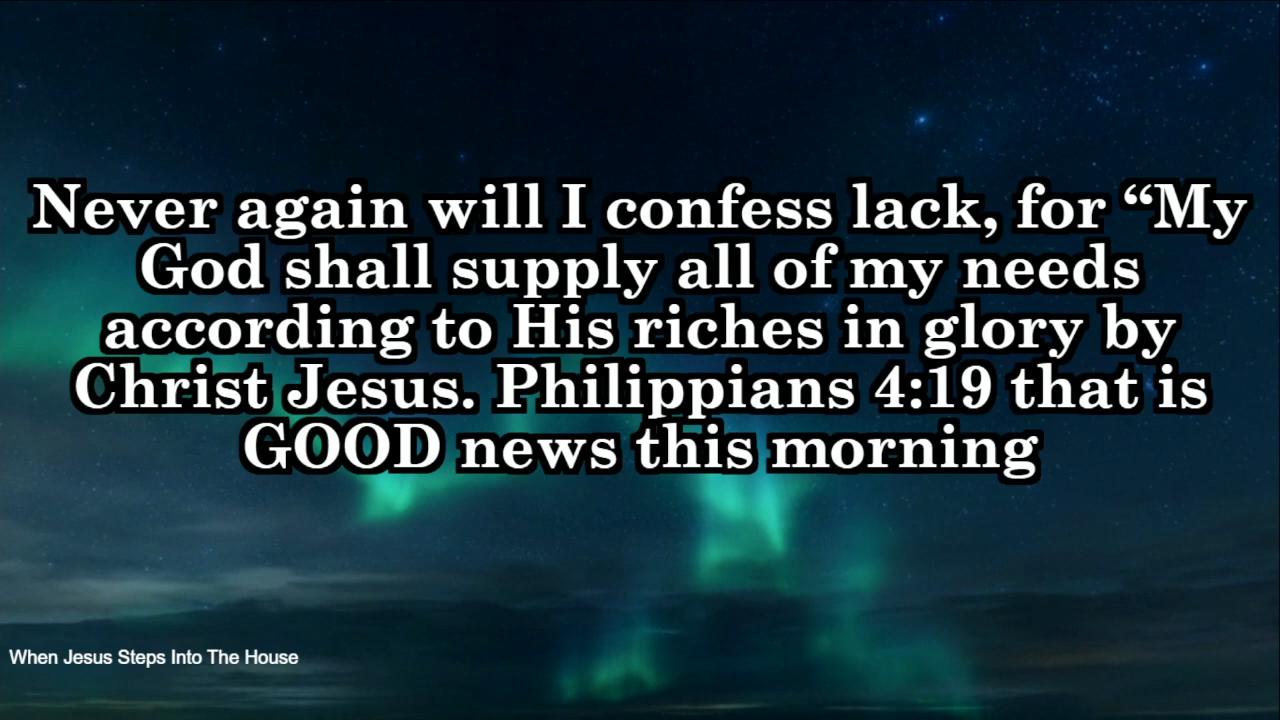 Never again will I confess lack, for “My
God shall supply all of my needs
according to His riches in glory by
Christ Jesus. Philippians 4:19 that is
GOOD news this morning
When Jesus Steps Into The House